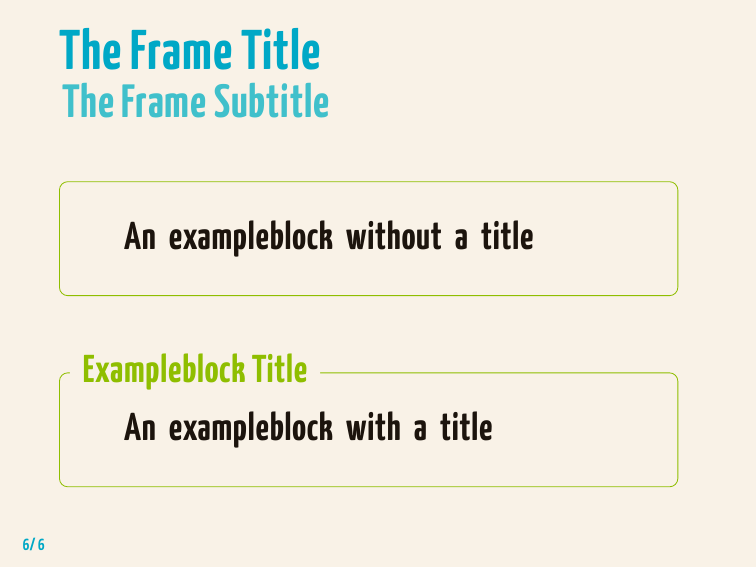 The Frame Title
The Frame Subtitle
An exampleblock without a title
Exampleblock Title
An exampleblock with a title
6/6